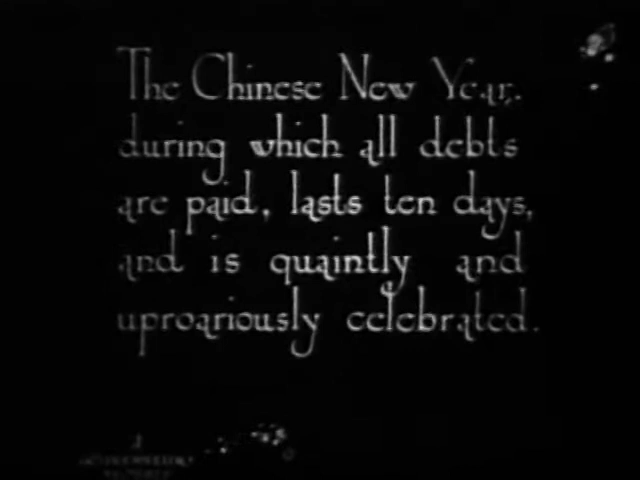 The Chinese New Year,
during which all debts
are paid, lasts ten days,
and is quaintly and
uproariously celebrated.